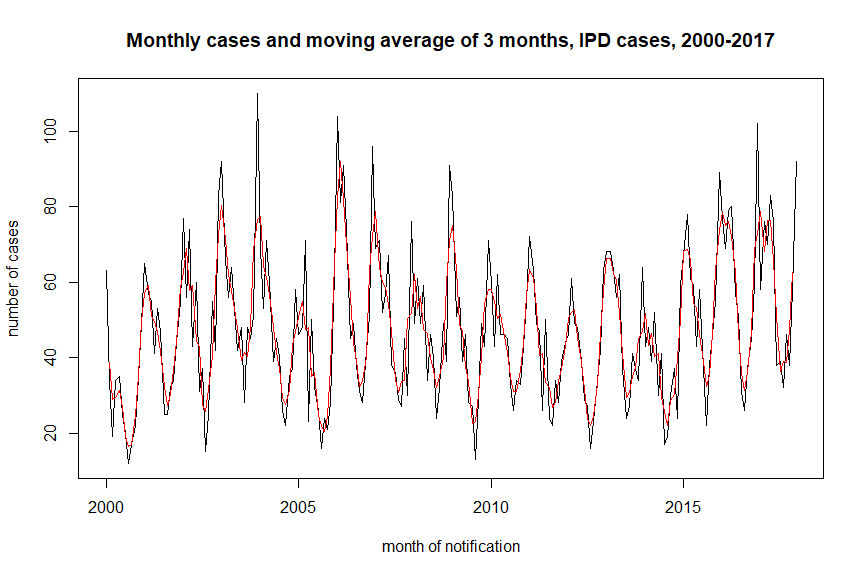 Monthly cases and moving average of 3 months, IPD cases, 2000-2017
number of cases
100
80
60
40
20
2000 2005 2010 2015
month of notification